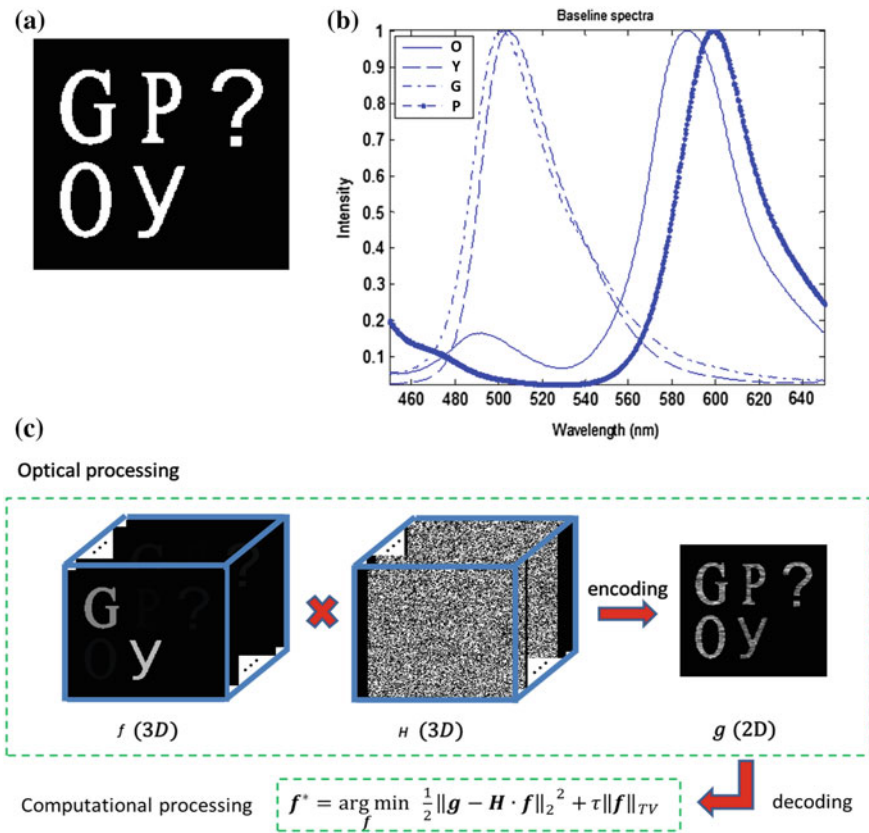 (a)
G P ?
O y
(b)
Baseline spectra
O
Y
G
P
Intensity
1
0.9
0.8
0.7
0.6
0.5
0.4
0.3
0.2
0.1
460 480 500 520 540 560 580 600 620 640
Wavelength (nm)
(c)
Optical processing
G
y
G P ?
encoding
G P ?
O y
f (3D)
H (3D)
g (2D)
Computational processing
f* = arg min_f 1/2 ‖g − H · f‖₂² + τ‖f‖_TV
decoding